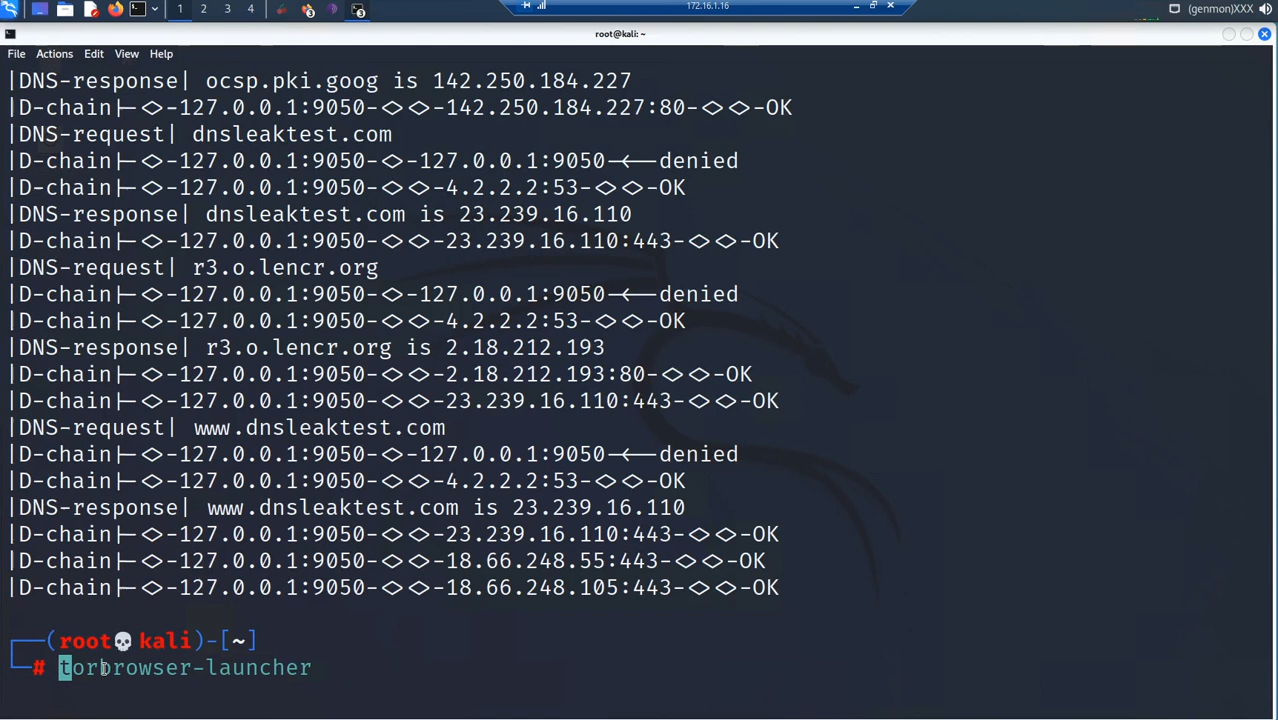 1 2 3 4
172.16.1.16
(genmon)XXX
root@kali: ~
File Actions Edit View Help
|DNS-response| ocsp.pki.goog is 142.250.184.227
|D-chain|-<>-127.0.0.1:9050-<>-142.250.184.227:80-<><>-OK
|DNS-request| dnsleaktest.com
|D-chain|-<>-127.0.0.1:9050-<>-127.0.0.1:9050<--denied
|D-chain|-<>-127.0.0.1:9050-<><>-4.2.2.2:53-<><>-OK
|DNS-response| dnsleaktest.com is 23.239.16.110
|D-chain|-<>-127.0.0.1:9050-<><>-23.239.16.110:443-<><>-OK
|DNS-request| r3.o.lencr.org
|D-chain|-<>-127.0.0.1:9050-<>-127.0.0.1:9050<--denied
|D-chain|-<>-127.0.0.1:9050-<><>-4.2.2.2:53-<><>-OK
|DNS-response| r3.o.lencr.org is 2.18.212.193
|D-chain|-<>-127.0.0.1:9050-<><>-2.18.212.193:80-<><>-OK
|D-chain|-<>-127.0.0.1:9050-<><>-23.239.16.110:443-<><>-OK
|DNS-request| www.dnsleaktest.com
|D-chain|-<>-127.0.0.1:9050-<>-127.0.0.1:9050<--denied
|D-chain|-<>-127.0.0.1:9050-<><>-4.2.2.2:53-<><>-OK
|DNS-response| www.dnsleaktest.com is 23.239.16.110
|D-chain|-<>-127.0.0.1:9050-<><>-23.239.16.110:443-<><>-OK
|D-chain|-<>-127.0.0.1:9050-<><>-18.66.248.55:443-<><>-OK
|D-chain|-<>-127.0.0.1:9050-<><>-18.66.248.105:443-<><>-OK
┌──(root💀kali)-[~]
└─# torbrowser-launcher